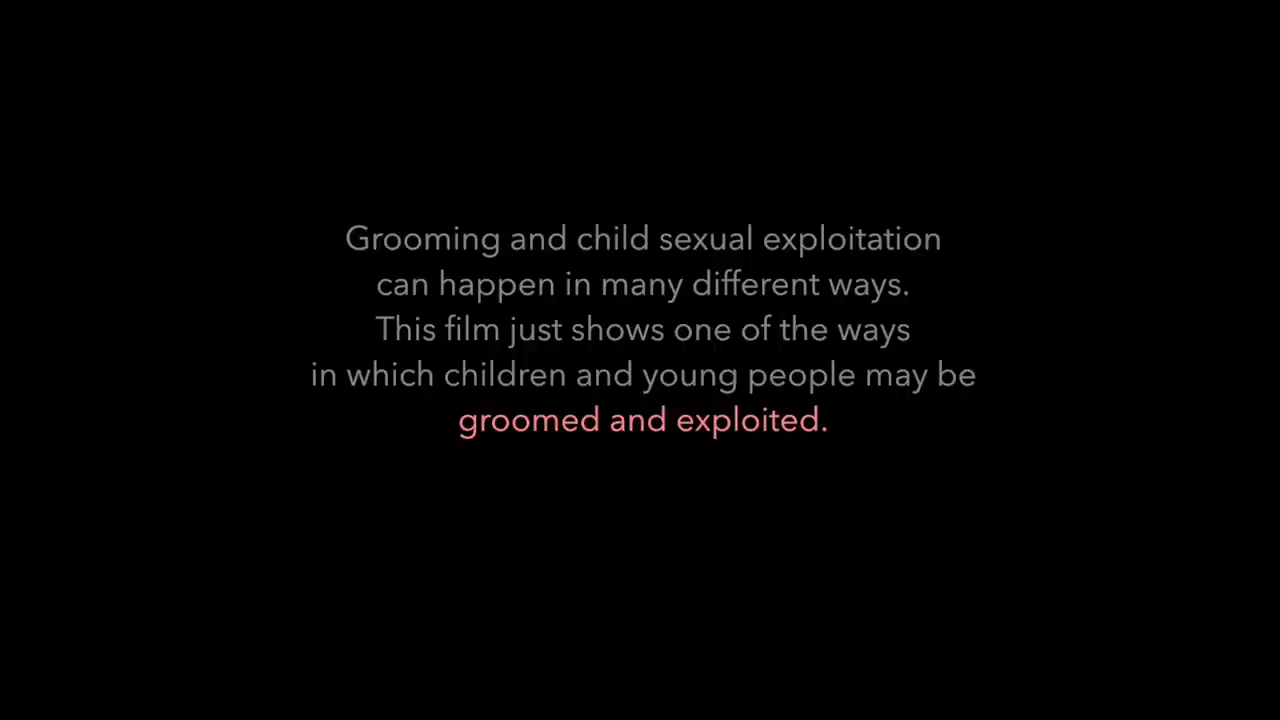 Grooming and child sexual exploitation
can happen in many different ways.
This film just shows one of the ways
in which children and young people may be
groomed and exploited.